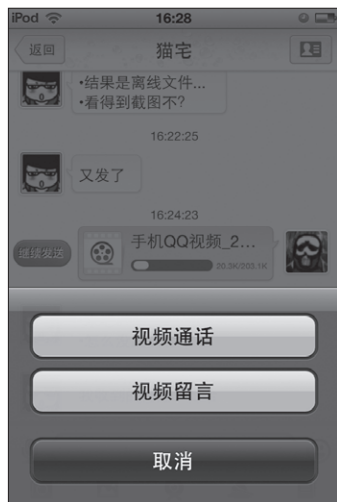 iPod 16:28
返回 猫宅
•结果是离线文件...
•看得到截图不?
16:22:25
又发了
16:24:23
继续发送 手机QQ视频_2...
20.3K/203.1K
视频通话
视频留言
取消